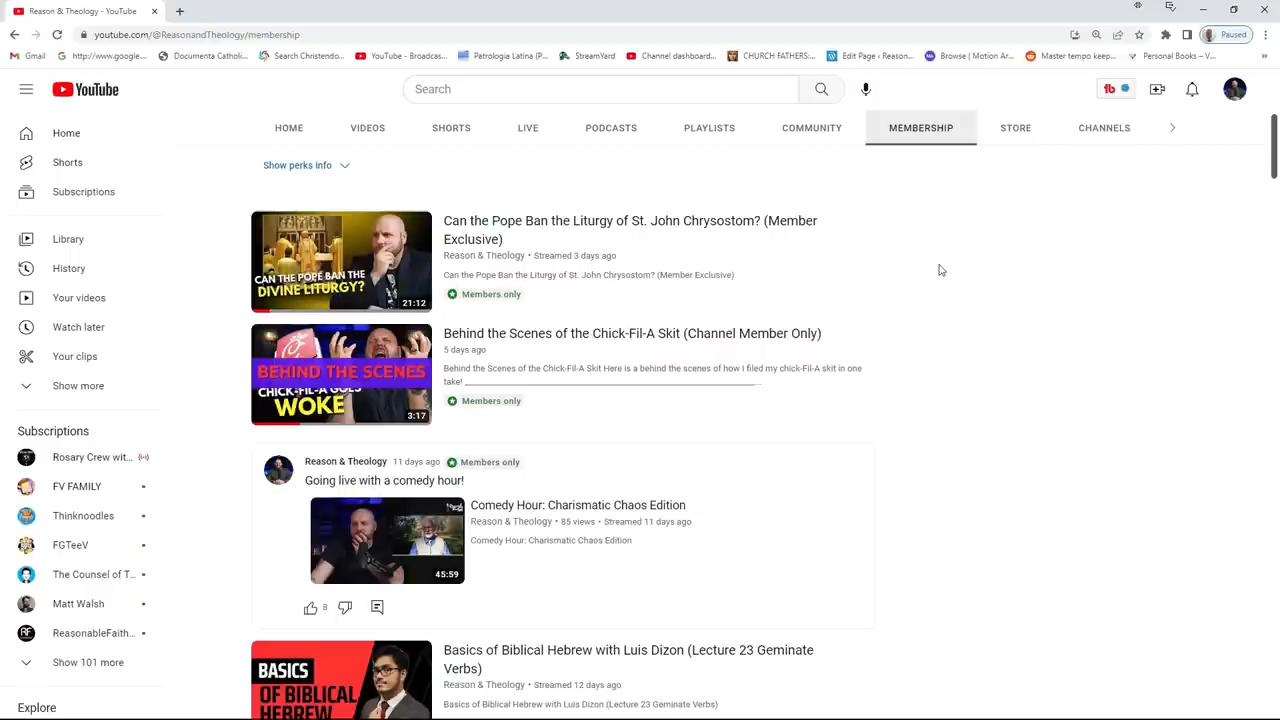 Reason & Theology
youtube.com/@ReasonandTheology/membership
Paused
Gmail
http://www.google...
Documenta Catholi...
Search Christendo...
YouTube – Broadcas...
Patrologia Latina (P...
StreamYard
Channel dashboard...
CHURCH FATHERS:...
Edit Page ‹ Reason...
Browse | Motion Ar...
Master tempo keep...
Personal Books – V...
YouTube
Search
HOME
VIDEOS
SHORTS
LIVE
PODCASTS
PLAYLISTS
COMMUNITY
MEMBERSHIP
STORE
CHANNELS
Home
Shorts
Subscriptions
Library
History
Your videos
Watch later
Your clips
Show more
Subscriptions
Rosary Crew wit...
FV FAMILY
Thinknoodles
FGTeeV
The Counsel of T...
Matt Walsh
ReasonableFaith...
Show 101 more
Explore
Show perks info
CAN THE POPE BAN THE
DIVINE LITURGY?
21:12
Can the Pope Ban the Liturgy of St. John Chrysostom? (Member
Exclusive)
Reason & Theology • Streamed 3 days ago
Can the Pope Ban the Liturgy of St. John Chrysostom? (Member Exclusive)
Members only
BEHIND THE SCENES
CHICK-FIL-A GOES
WOKE
3:17
Behind the Scenes of the Chick-Fil-A Skit (Channel Member Only)
5 days ago
Behind the Scenes of the Chick-Fil-A Skit Here is a behind the scenes of how I filed my chick-Fil-A skit in one
take! ___________________________________________________...
Members only
Reason & Theology 11 days ago Members only
Going live with a comedy hour!
45:59
Comedy Hour: Charismatic Chaos Edition
Reason & Theology • 85 views • Streamed 11 days ago
Comedy Hour: Charismatic Chaos Edition
8
BASICS
OF BIBLICAL
HEBREW
Basics of Biblical Hebrew with Luis Dizon (Lecture 23 Geminate
Verbs)
Reason & Theology • Streamed 12 days ago
Basics of Biblical Hebrew with Luis Dizon (Lecture 23 Geminate Verbs)